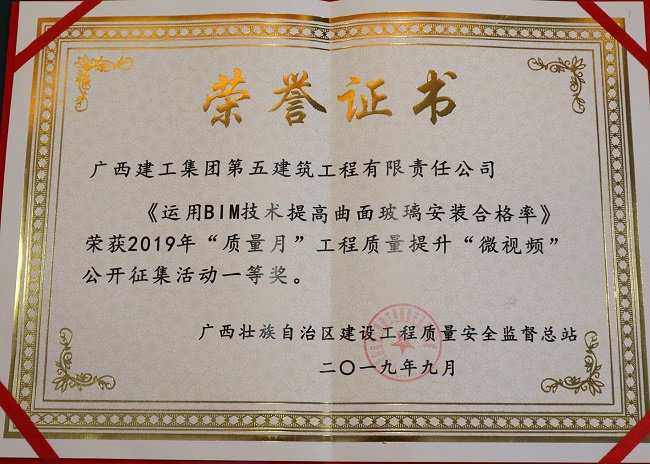 荣誉证书
广西建工集团第五建筑工程有限责任公司
《运用BIM技术提高曲面玻璃安装合格率》
荣获2019年“质量月”工程质量提升“微视频”
公开征集活动一等奖。
广西壮族自治区建设工程质量安全监督总站
二〇一九年九月